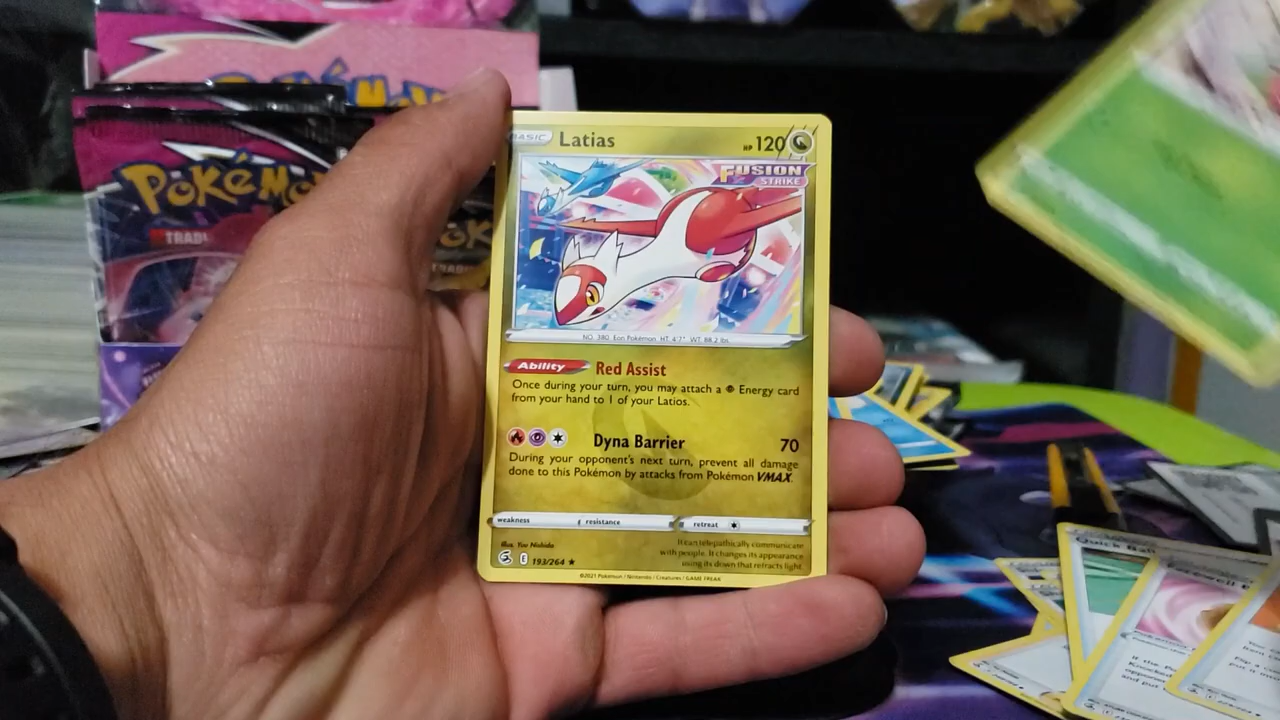 POKÉMON
POKÉMO
TRADI
BASIC
Latias
HP 120
FUSION
STRIKE
NO. 380 Eon Pokémon HT: 4'7" WT: 88.2 lbs.
Ability Red Assist
Once during your turn, you may attach a Energy card
from your hand to 1 of your Latios.
Dyna Barrier 70
During your opponent's next turn, prevent all damage
done to this Pokémon by attacks from Pokémon VMAX.
weakness resistance retreat
Illus. You Nishida
It can telepathically communicate
with people. It changes its appearance
using its down that refracts light.
E 193/264
©2021 Pokémon / Nintendo / Creatures / GAME FREAK
Quick Ball